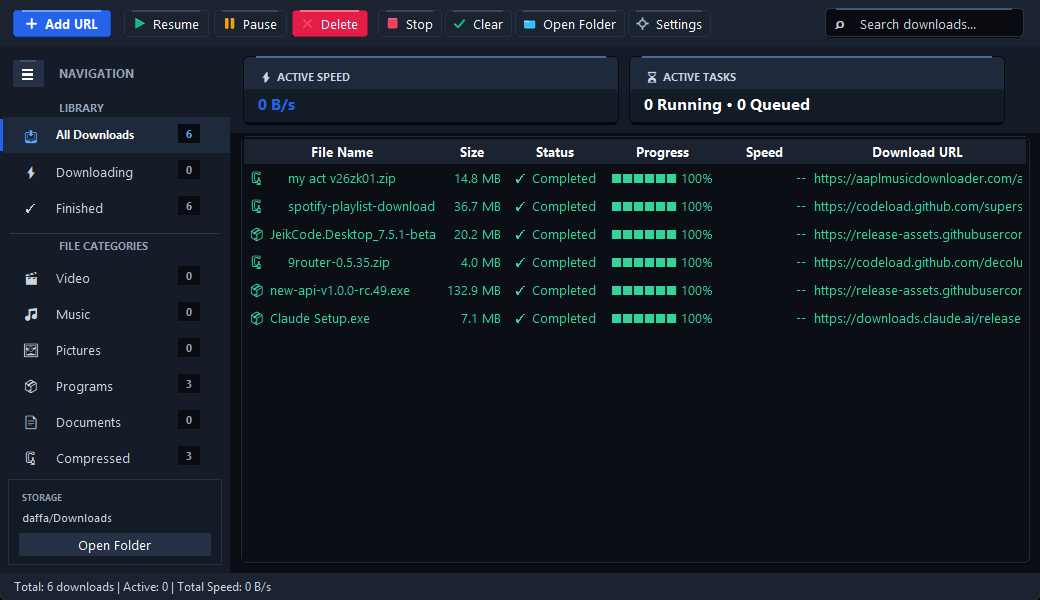 Add URL Resume Pause Delete Stop Clear Open Folder Settings Search downloads...
NAVIGATION
LIBRARY
All Downloads 6
Downloading 0
Finished 6
FILE CATEGORIES
Video 0
Music 0
Pictures 0
Programs 3
Documents 0
Compressed 3
STORAGE
daffa/Downloads
Open Folder
ACTIVE SPEED
0 B/s
ACTIVE TASKS
0 Running • 0 Queued
File Name Size Status Progress Speed Download URL
my act v26zk01.zip 14.8 MB ✓ Completed ■■■■■■ 100% -- https://aaplmusicdownloader.com/a
spotify-playlist-download 36.7 MB ✓ Completed ■■■■■■ 100% -- https://codeload.github.com/supers
JeikCode.Desktop_7.5.1-beta 20.2 MB ✓ Completed ■■■■■■ 100% -- https://release-assets.githubusercor
9router-0.5.35.zip 4.0 MB ✓ Completed ■■■■■■ 100% -- https://codeload.github.com/decolu
new-api-v1.0.0-rc.49.exe 132.9 MB ✓ Completed ■■■■■■ 100% -- https://release-assets.githubusercor
Claude Setup.exe 7.1 MB ✓ Completed ■■■■■■ 100% -- https://downloads.claude.ai/release
Total: 6 downloads | Active: 0 | Total Speed: 0 B/s